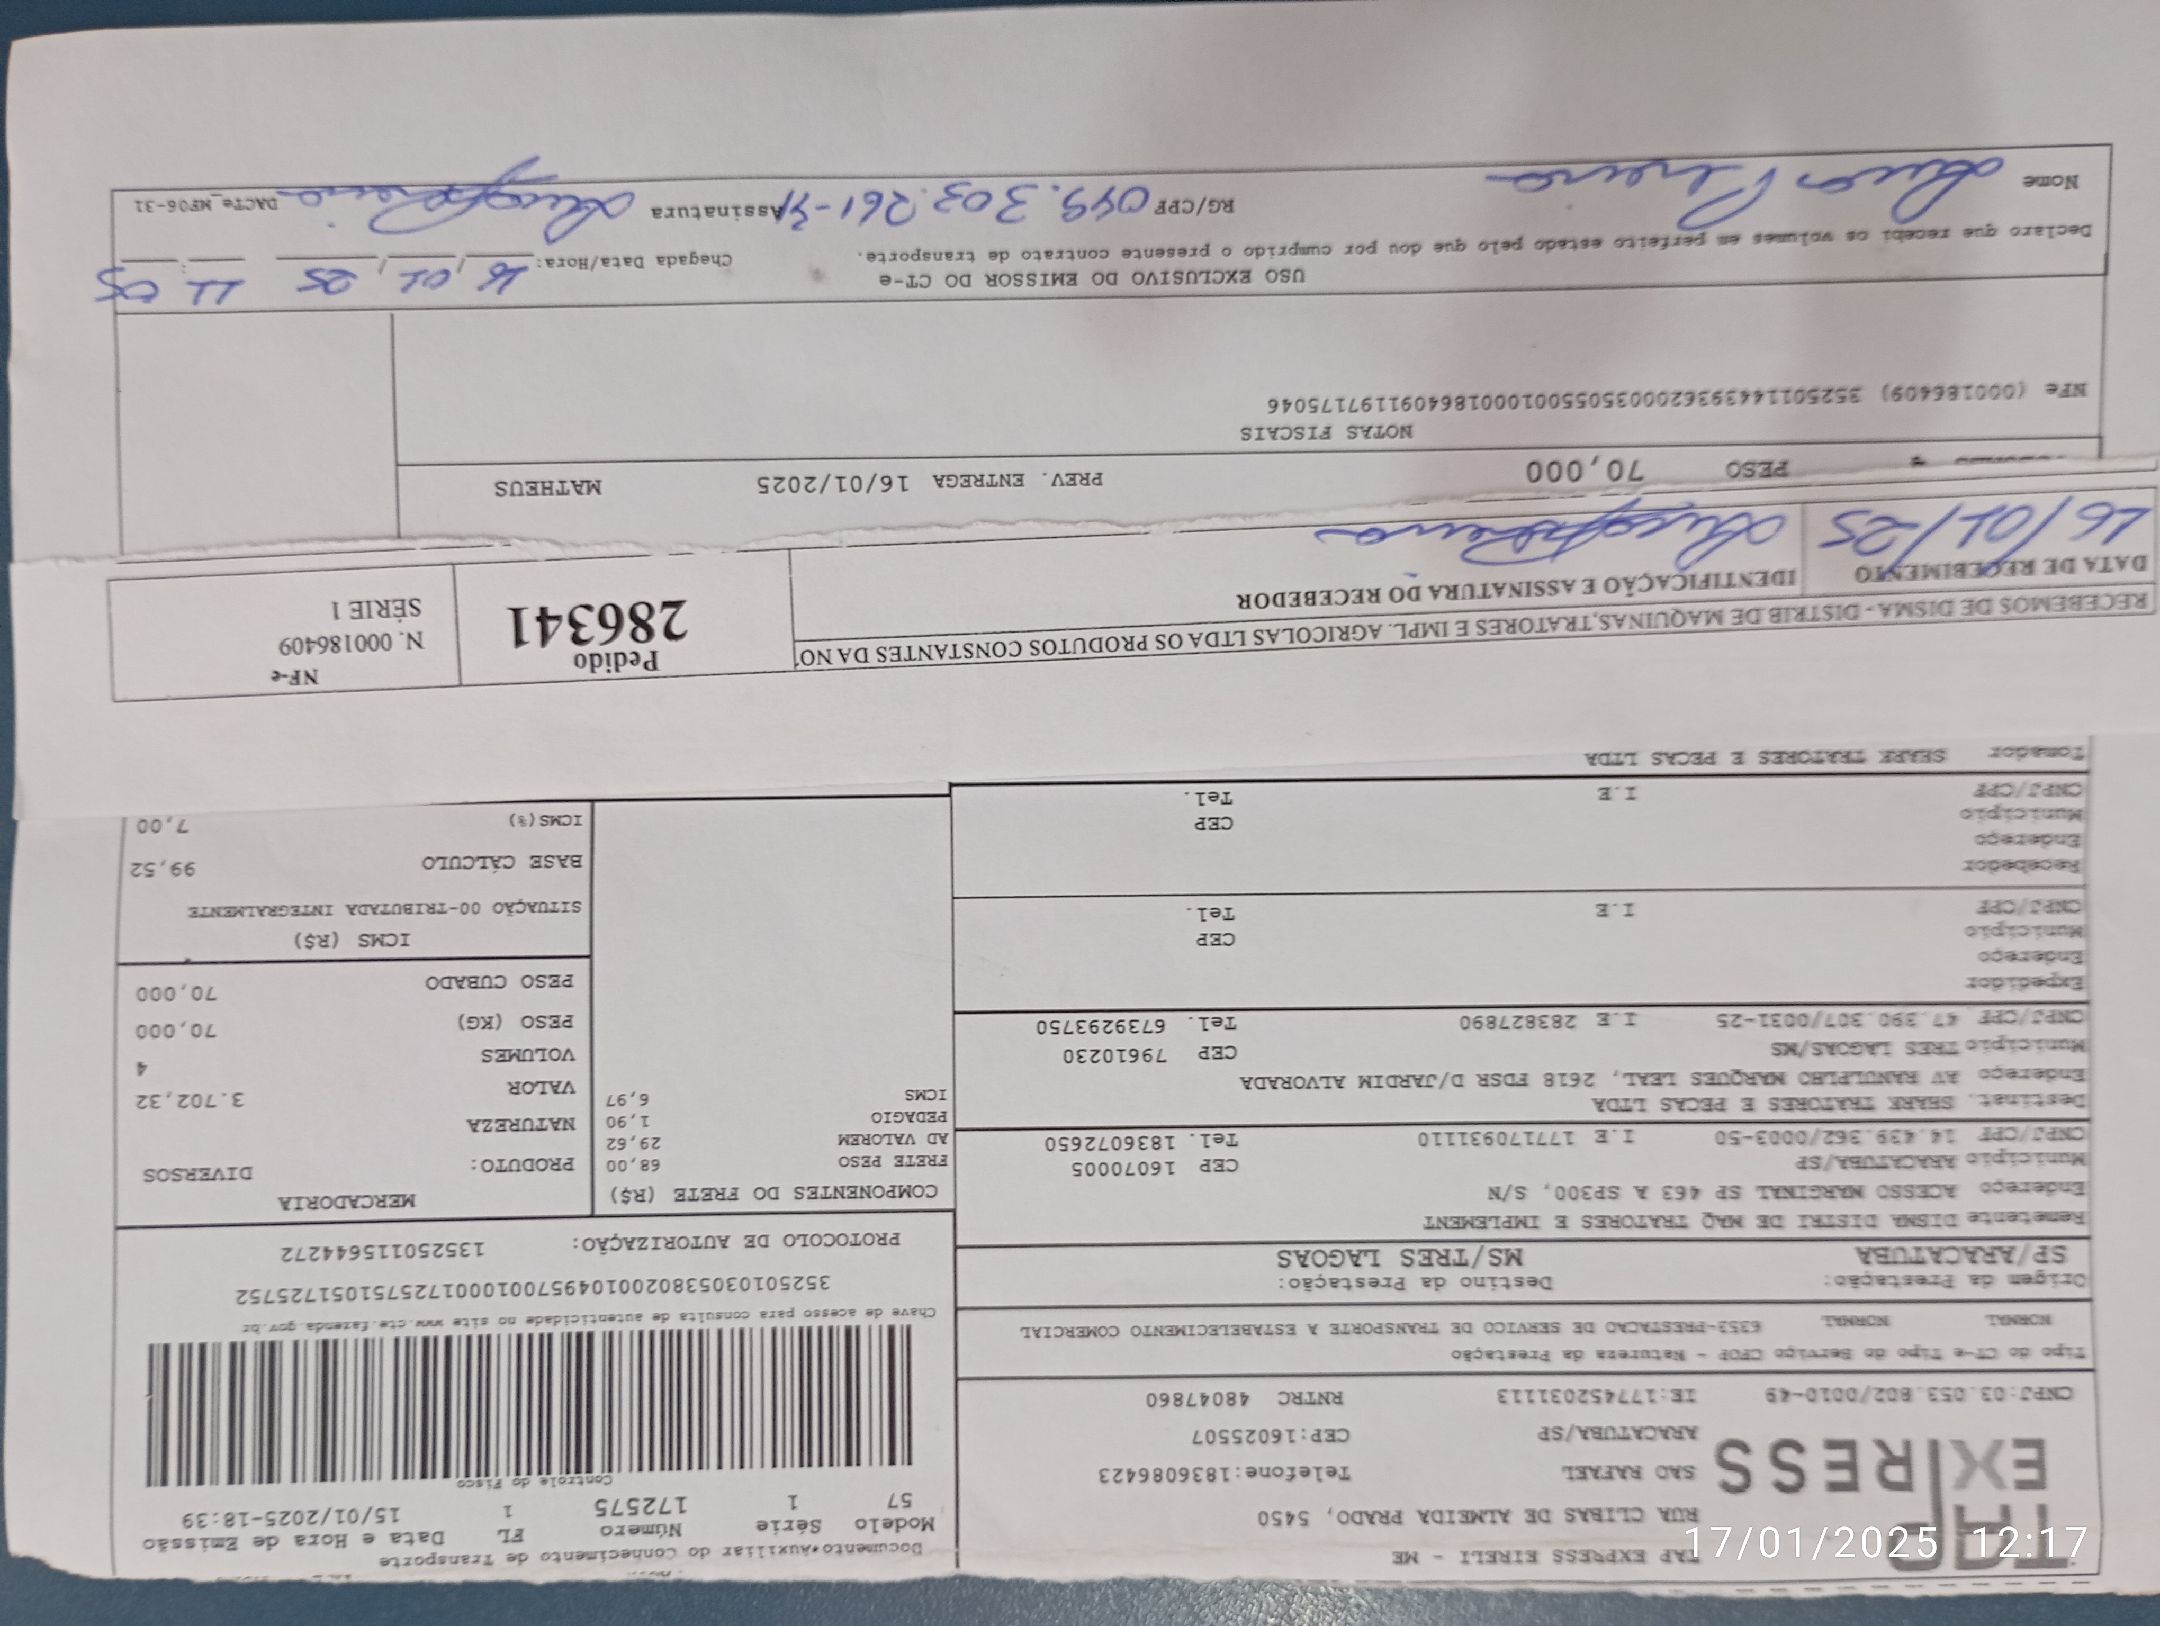 17/01/2025 12:17
TAP
EXPRESS
TAP EXPRESS EIRELI - ME
RUA CLIBAS DE ALMEIDA PRADO, 5450
SAO RAFAEL Telefone:1836086423
ARACATUBA/SP CEP:16025507
CNPJ:03.053.802/0010-49 IE:177452031113 RNTRC 48047860
Documento Auxiliar do Conhecimento de Transporte
Modelo Série Número FL Data e Hora de Emissão
57 1 172575 1 15/01/2025-18:39
Controle do Fisco
Chave de acesso para consulta de autenticidade no site www.cte.fazenda.gov.br
35250103053802001049570010001725751051725752
PROTOCOLO DE AUTORIZAÇÃO: 135250115644272
Tipo do CT-e Tipo do Serviço CFOP - Natureza da Prestação
NORMAL NORMAL 6353-PRESTACAO DE SERVICO DE TRANSPORTE A ESTABELECIMENTO COMERCIAL
Origem da Prestação: Destino da Prestação:
SP/ARACATUBA MS/TRES LAGOAS
Remetente DISMA DISTRI DE MAQ TRATORES E IMPLEMENT
Endereço ACESSO MARGINAL SP 463 A SP300, S/N
Município ARACATUBA/SP CEP 16070005
CNPJ/CPF 14.439.362/0003-50 I.E 177170931110 Tel. 1836072650
Destinat. SHARK TRATORES E PECAS LTDA
Endereço AV RANULPHO MARQUES LEAL, 2618 FDSR D/JARDIM ALVORADA
Município TRES LAGOAS/MS CEP 79610230
CNPJ/CPF 47.390.307/0031-25 I.E 283827890 Tel. 6739293750
Expedidor
Endereço
Município CEP
CNPJ/CPF I.E Tel.
Recebedor
Endereço
Município CEP
CNPJ/CPF I.E Tel.
Tomador SHARK TRATORES E PECAS LTDA
COMPONENTES DO FRETE (R$)
FRETE PESO 68,00
AD VALOREM 29,62
PEDAGIO 1,90
ICMS 6,97
MERCADORIA
PRODUTO: DIVERSOS
NATUREZA
VALOR 3.702,32
VOLUMES 4
PESO (KG) 70,000
PESO CUBADO 70,000
ICMS (R$)
SITUAÇÃO 00-TRIBUTADA INTEGRALMENTE
BASE CÁLCULO 99,52
ICMS(%) 7,00
RECEBEMOS DE DISMA - DISTRIB DE MAQUINAS,TRATORES E IMPL. AGRICOLAS LTDA OS PRODUTOS CONSTANTES DA NO
DATA DE RECEBIMENTO IDENTIFICAÇÃO E ASSINATURA DO RECEBEDOR
16/01/25
Pedido
286341
NF-e
N. 000186409
SÉRIE 1
PESO 70,000 PREV. ENTREGA 16/01/2025 MATHEUS
NOTAS FISCAIS
NFe (000186409) 35250114439362000350550010001864091197175046
USO EXCLUSIVO DO EMISSOR DO CT-e
Declaro que recebi os volumes em perfeito estado pelo que dou por cumprido o presente contrato de transporte.
Chegada Data/Hora: 16/01/25 11:05
Nome Lucas Pereira RG/CPF Assinatura DACTe_MF06-31